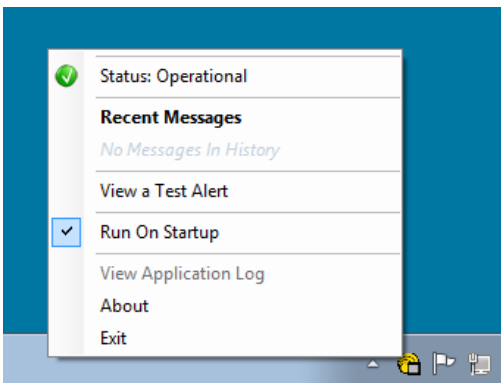 Status: Operational
Recent Messages
No Messages In History
View a Test Alert
Run On Startup
View Application Log
About
Exit